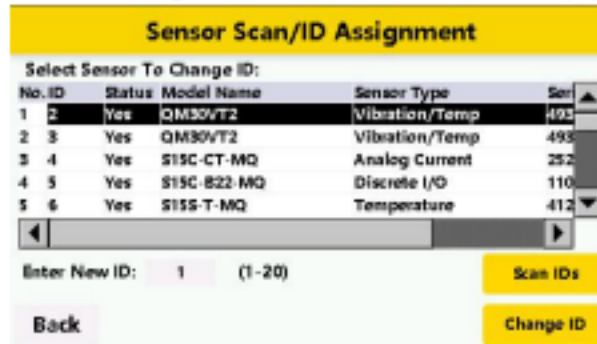 Sensor Scan/ID Assignment
Select Sensor To Change ID:
No. ID Status Model Name Sensor Type Ser
1 2 Yes QM30VT2 Vibration/Temp 493
2 3 Yes QM30VT2 Vibration/Temp 493
3 4 Yes S15C-CT-MQ Analog Current 252
4 5 Yes S15C-B22-MQ Discrete I/O 110
5 6 Yes S15S-T-MQ Temperature 412
Enter New ID: 1 (1-20)
Scan IDs
Back
Change ID